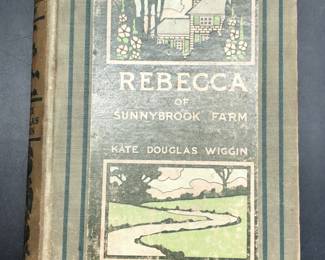 REBECCA
OF
SUNNYBROOK FARM
KATE DOUGLAS WIGGIN